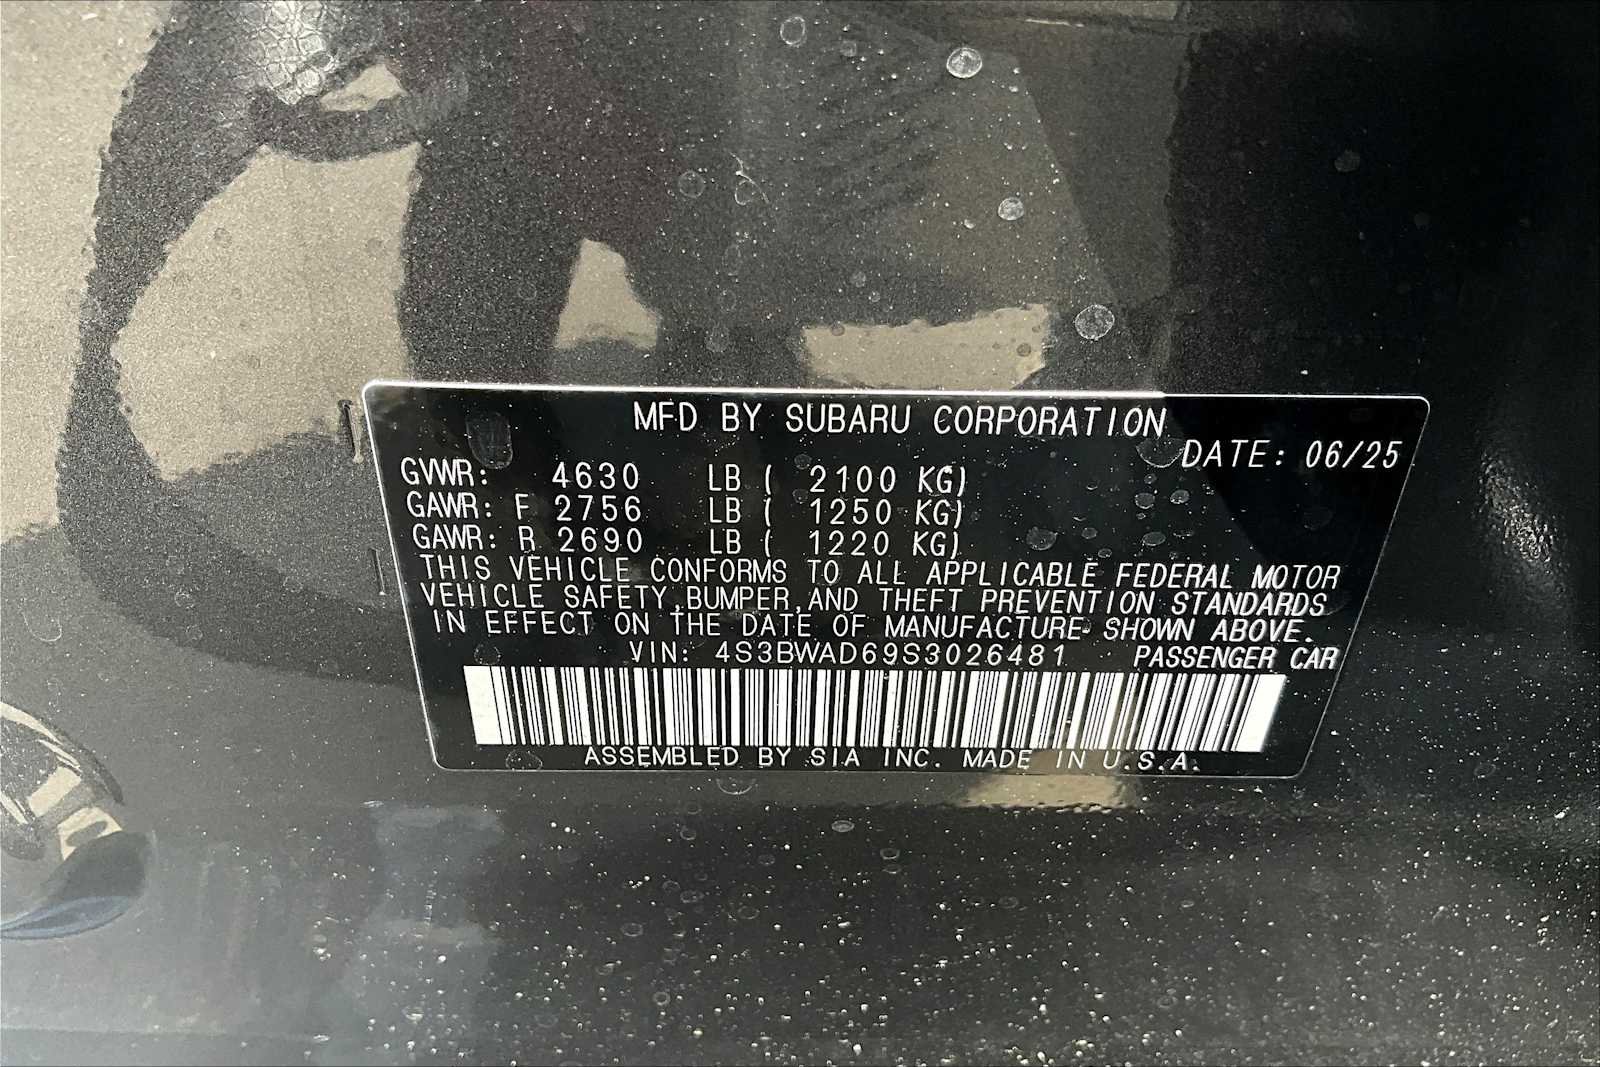 MFD BY SUBARU CORPORATION
DATE: 06/25
GVWR: 4630 LB ( 2100 KG)
GAWR: F 2756 LB ( 1250 KG)
GAWR: R 2690 LB ( 1220 KG)
THIS VEHICLE CONFORMS TO ALL APPLICABLE FEDERAL MOTOR
VEHICLE SAFETY,BUMPER,AND THEFT PREVENTION STANDARDS
IN EFFECT ON THE DATE OF MANUFACTURE SHOWN ABOVE.
VIN: 4S3BWAD69S3026481 PASSENGER CAR
ASSEMBLED BY SIA INC. MADE IN U.S.A.